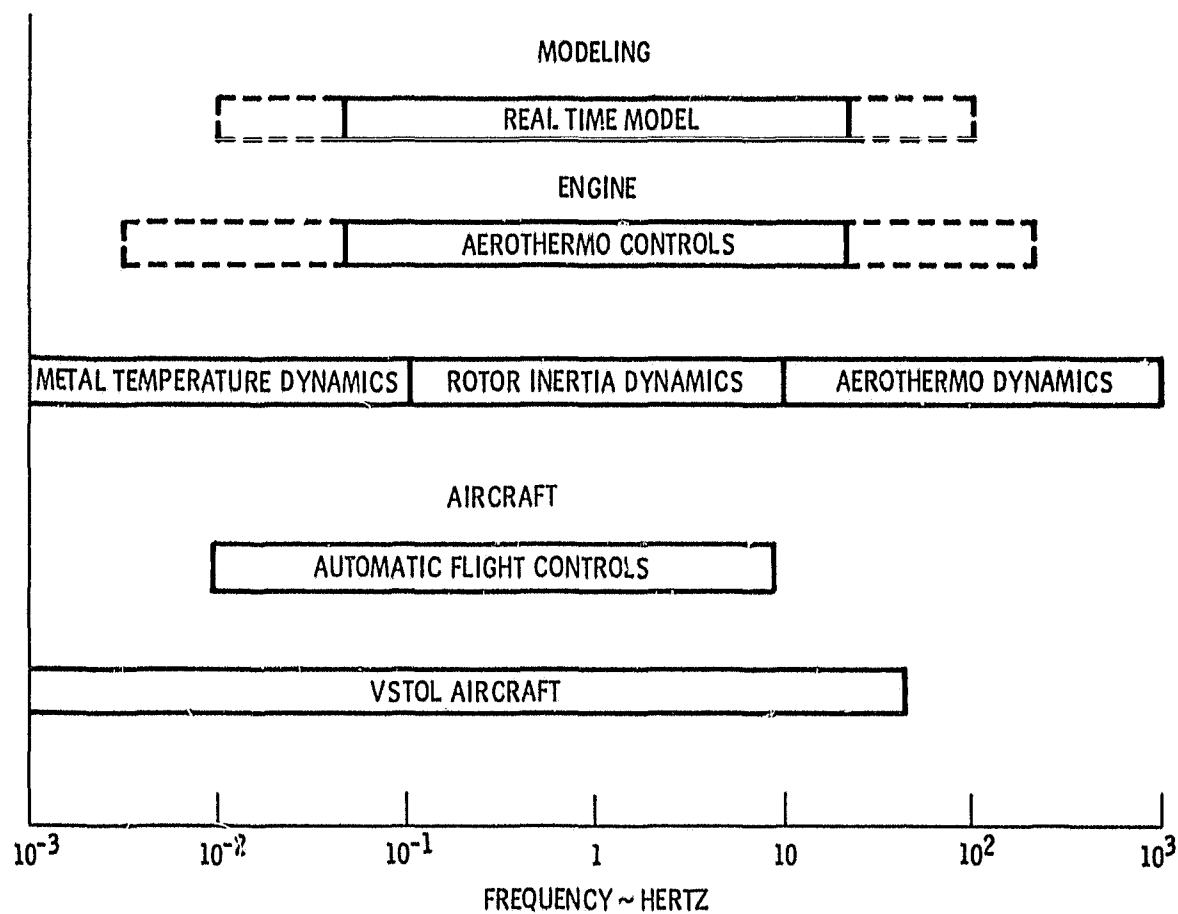 MODELING
REAL TIME MODEL
ENGINE
AEROTHERMO CONTROLS
METAL TEMPERATURE DYNAMICS ROTOR INERTIA DYNAMICS AEROTHERMO DYNAMICS
AIRCRAFT
AUTOMATIC FLIGHT CONTROLS
VSTOL AIRCRAFT
10⁻³ 10⁻² 10⁻¹ 1 10 10² 10³
FREQUENCY ~ HERTZ